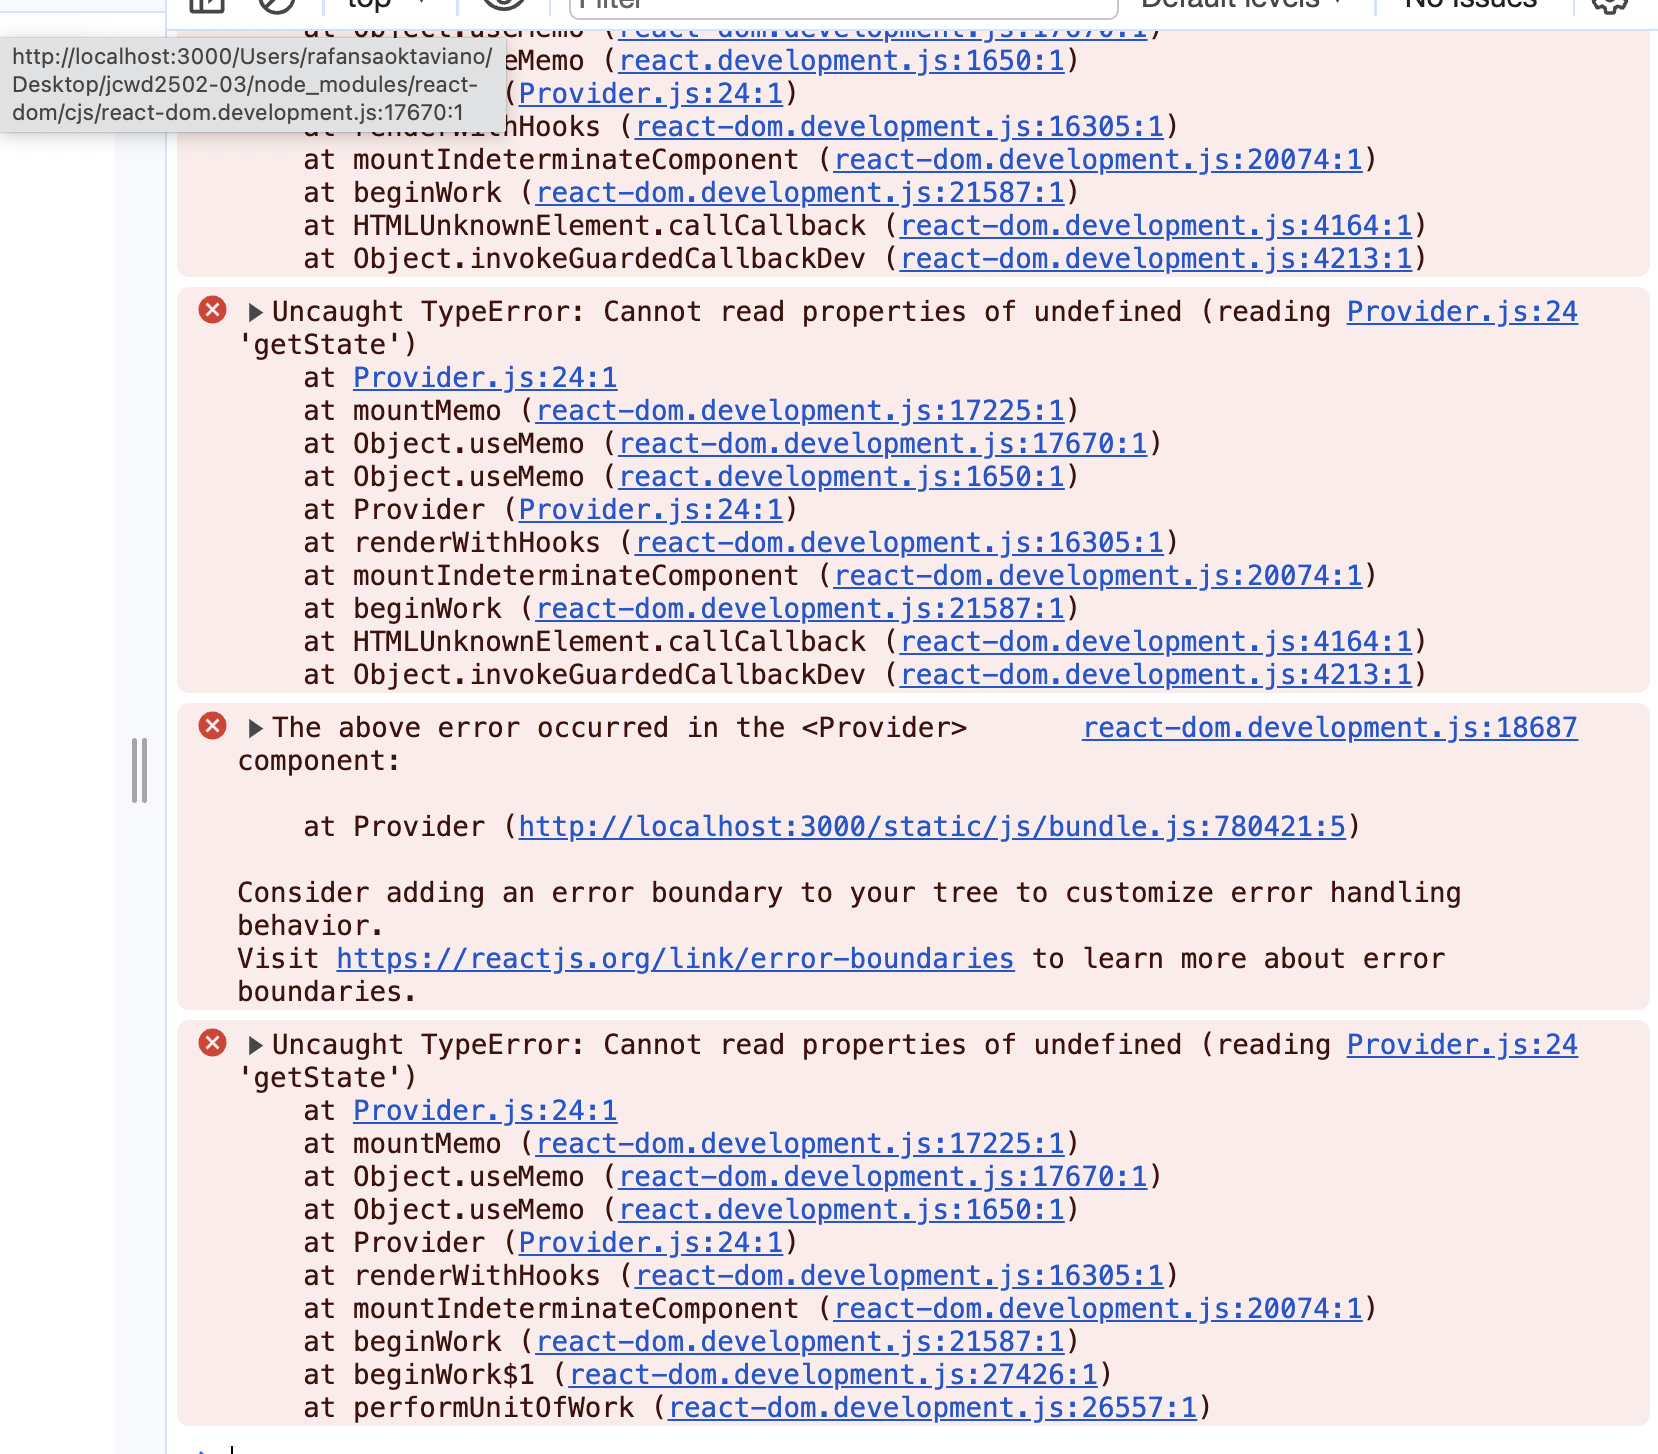 top
Filter
Default levels
No Issues
at Object.useMemo (react-dom.development.js:17670:1)
http://localhost:3000/Users/rafansaoktaviano/
Desktop/jcwd2502-03/node_modules/react-
dom/cjs/react-dom.development.js:17670:1
eMemo (react.development.js:1650:1)
(Provider.js:24:1)
at renderWithHooks (react-dom.development.js:16305:1)
at mountIndeterminateComponent (react-dom.development.js:20074:1)
at beginWork (react-dom.development.js:21587:1)
at HTMLUnknownElement.callCallback (react-dom.development.js:4164:1)
at Object.invokeGuardedCallbackDev (react-dom.development.js:4213:1)
Uncaught TypeError: Cannot read properties of undefined (reading Provider.js:24
'getState')
at Provider.js:24:1
at mountMemo (react-dom.development.js:17225:1)
at Object.useMemo (react-dom.development.js:17670:1)
at Object.useMemo (react.development.js:1650:1)
at Provider (Provider.js:24:1)
at renderWithHooks (react-dom.development.js:16305:1)
at mountIndeterminateComponent (react-dom.development.js:20074:1)
at beginWork (react-dom.development.js:21587:1)
at HTMLUnknownElement.callCallback (react-dom.development.js:4164:1)
at Object.invokeGuardedCallbackDev (react-dom.development.js:4213:1)
The above error occurred in the <Provider> react-dom.development.js:18687
component:
at Provider (http://localhost:3000/static/js/bundle.js:780421:5)
Consider adding an error boundary to your tree to customize error handling
behavior.
Visit https://reactjs.org/link/error-boundaries to learn more about error
boundaries.
Uncaught TypeError: Cannot read properties of undefined (reading Provider.js:24
'getState')
at Provider.js:24:1
at mountMemo (react-dom.development.js:17225:1)
at Object.useMemo (react-dom.development.js:17670:1)
at Object.useMemo (react.development.js:1650:1)
at Provider (Provider.js:24:1)
at renderWithHooks (react-dom.development.js:16305:1)
at mountIndeterminateComponent (react-dom.development.js:20074:1)
at beginWork (react-dom.development.js:21587:1)
at beginWork$1 (react-dom.development.js:27426:1)
at performUnitOfWork (react-dom.development.js:26557:1)